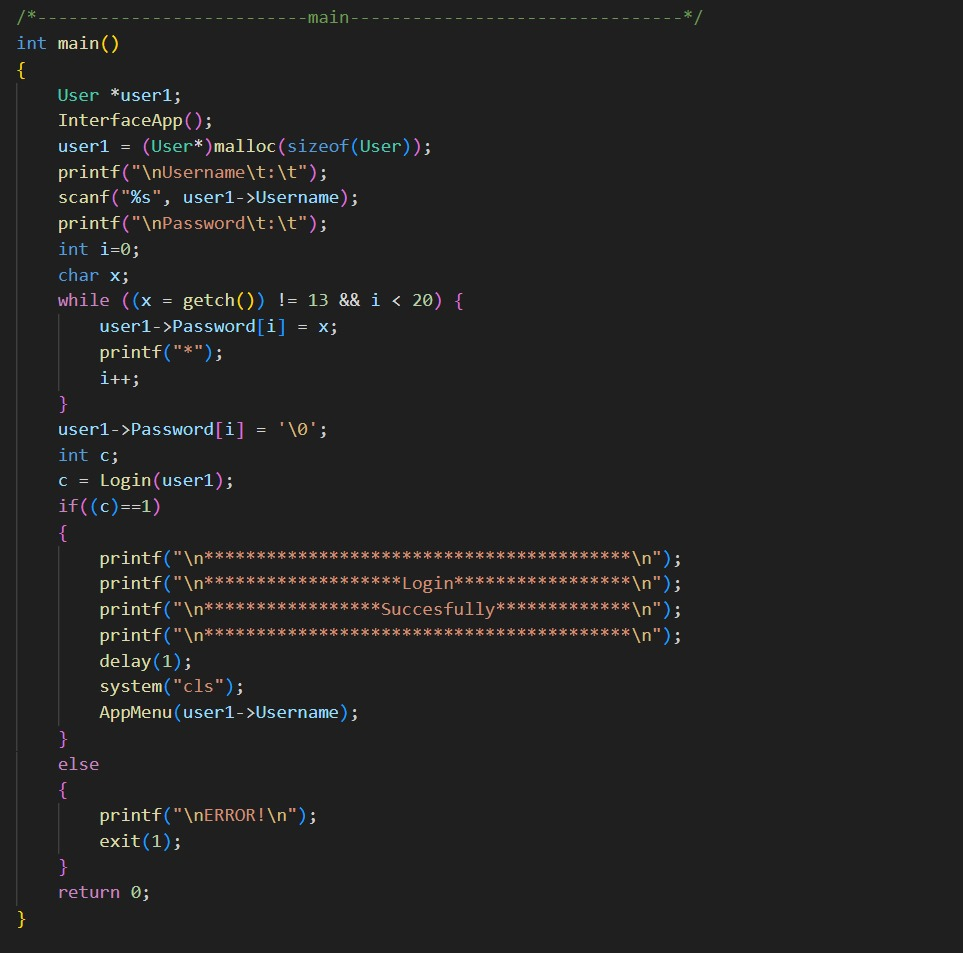 /*--------------------------main--------------------------------*/
int main()
{
    User *user1;
    InterfaceApp();
    user1 = (User*)malloc(sizeof(User));
    printf("\nUsername\t:\t");
    scanf("%s", user1->Username);
    printf("\nPassword\t:\t");
    int i=0;
    char x;
    while ((x = getch()) != 13 && i < 20) {
        user1->Password[i] = x;
        printf("*");
        i++;
    }
    user1->Password[i] = '\0';
    int c;
    c = Login(user1);
    if((c)==1)
    {
        printf("\n*****************************************\n");
        printf("\n*******************Login*****************\n");
        printf("\n*****************Succesfully*************\n");
        printf("\n*****************************************\n");
        delay(1);
        system("cls");
        AppMenu(user1->Username);
    }
    else
    {
        printf("\nERROR!\n");
        exit(1);
    }
    return 0;
}